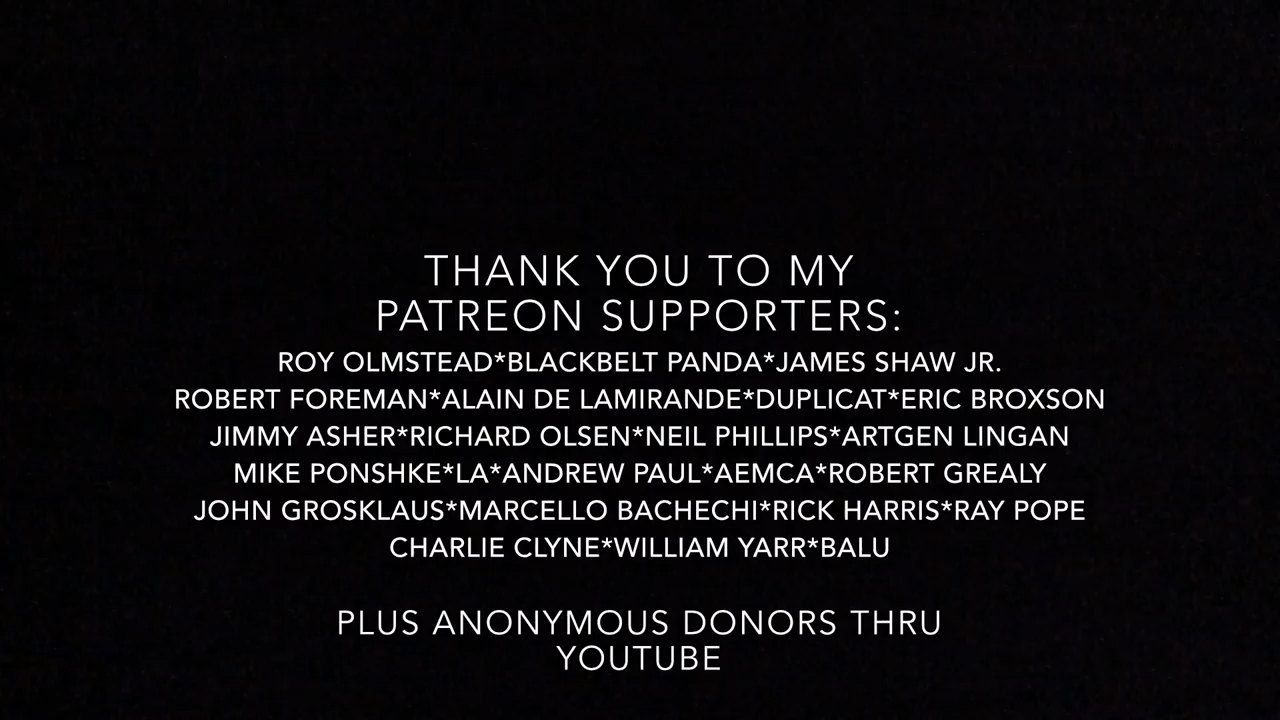 THANK YOU TO MY
PATREON SUPPORTERS:
ROY OLMSTEAD*BLACKBELT PANDA*JAMES SHAW JR.
ROBERT FOREMAN*ALAIN DE LAMIRANDE*DUPLICAT*ERIC BROXSON
JIMMY ASHER*RICHARD OLSEN*NEIL PHILLIPS*ARTGEN LINGAN
MIKE PONSHKE*LA*ANDREW PAUL*AEMCA*ROBERT GREALY
JOHN GROSKLAUS*MARCELLO BACHECHI*RICK HARRIS*RAY POPE
CHARLIE CLYNE*WILLIAM YARR*BALU
PLUS ANONYMOUS DONORS THRU
YOUTUBE